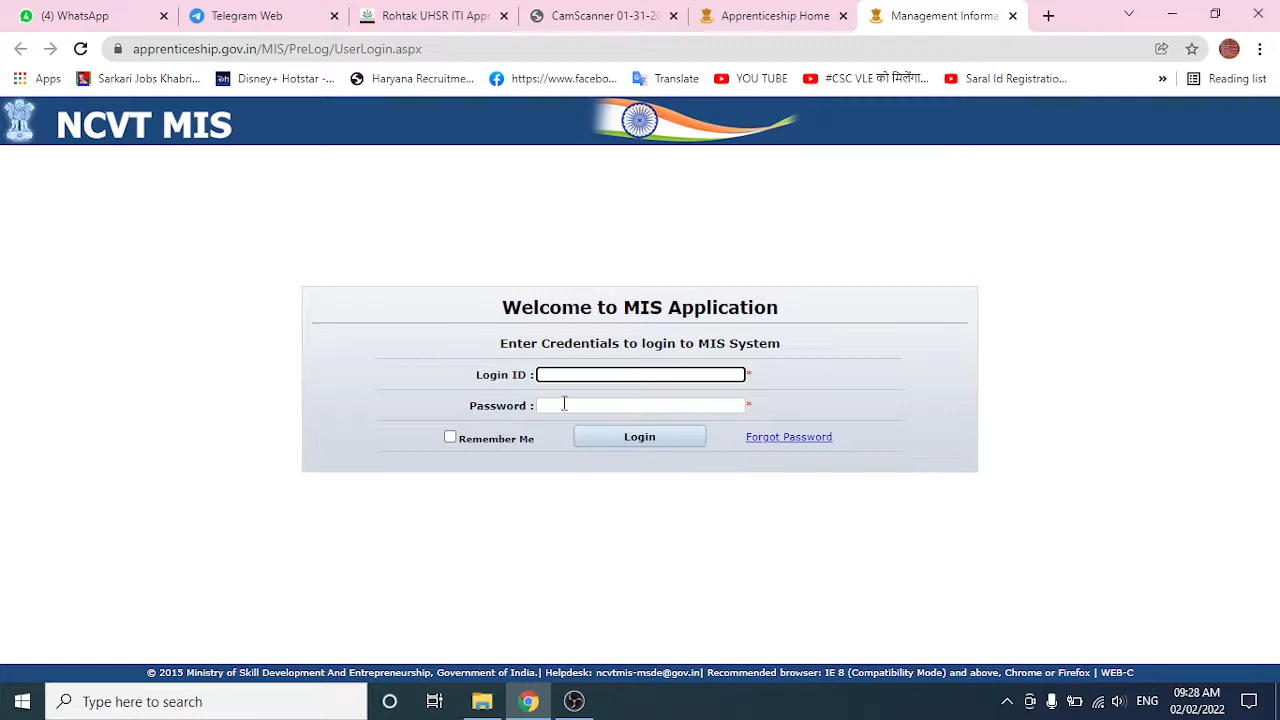 (4) WhatsApp
Telegram Web
Rohtak UHSR ITI Appr
CamScanner 01-31-20
Apprenticeship Home
Management Informa
apprenticeship.gov.in/MIS/PreLog/UserLogin.aspx
Apps
Sarkari Jobs Khabri...
Disney+ Hotstar -...
Haryana Recruitme...
https://www.facebo...
Translate
YOU TUBE
#CSC VLE को मिलेंगा...
Saral Id Registratio...
»
Reading list
NCVT MIS
Welcome to MIS Application
Enter Credentials to login to MIS System
Login ID : *
Password : *
Remember Me
Login
Forgot Password
© 2015 Ministry of Skill Development And Entrepreneurship, Government of India.| Helpdesk: ncvtmis-msde@gov.in| Recommended browser: IE 8 (Compatibility Mode) and above, Chrome or Firefox | WEB-C
Type here to search
ENG
09:28 AM
02/02/2022